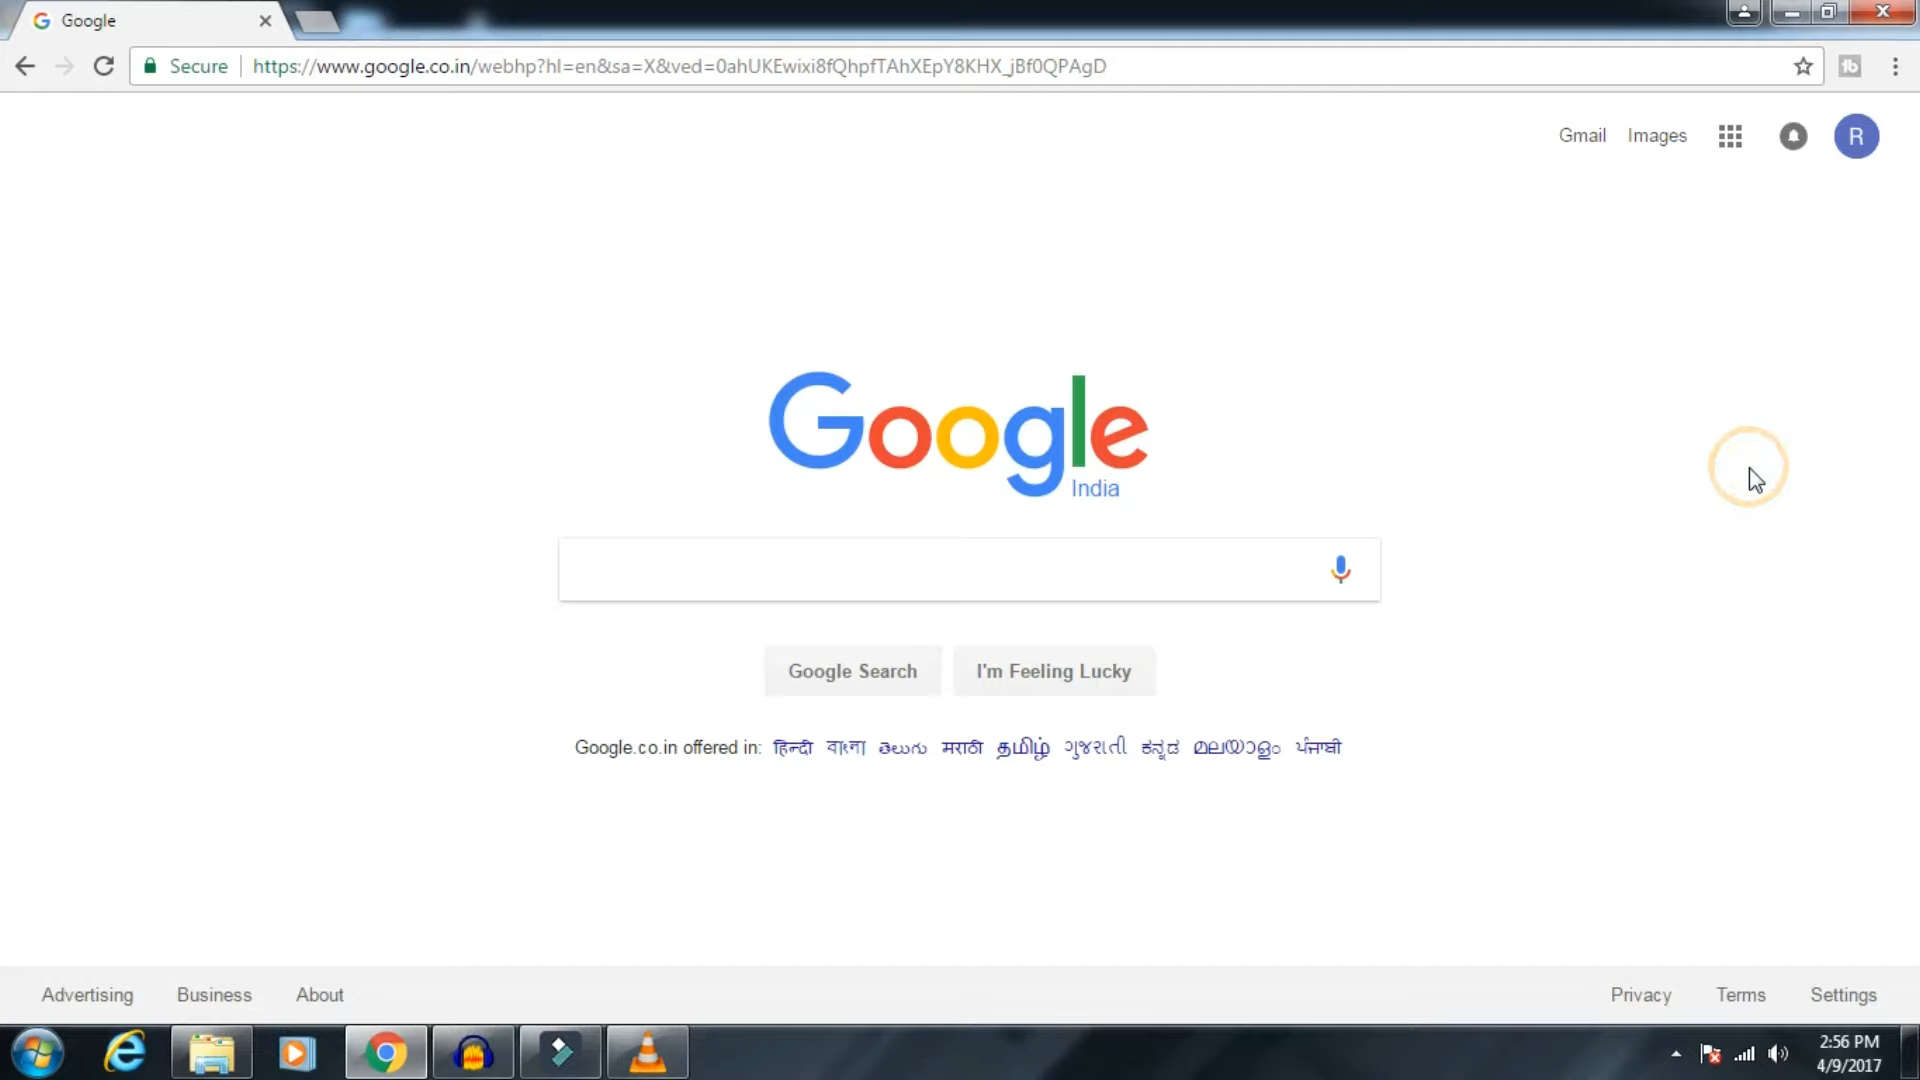 Google
Secure https://www.google.co.in/webhp?hl=en&sa=X&ved=0ahUKEwixi8fQhpfTAhXEpY8KHX_jBf0QPAgD
Gmail Images R
Google
India
Google Search I'm Feeling Lucky
Google.co.in offered in: हिन्दी বাংলা తెలుగు मराठी தமிழ் ગુજરાતી ಕನ್ನಡ മലയാളം ਪੰਜਾਬੀ
Advertising Business About Privacy Terms Settings
2:56 PM
4/9/2017